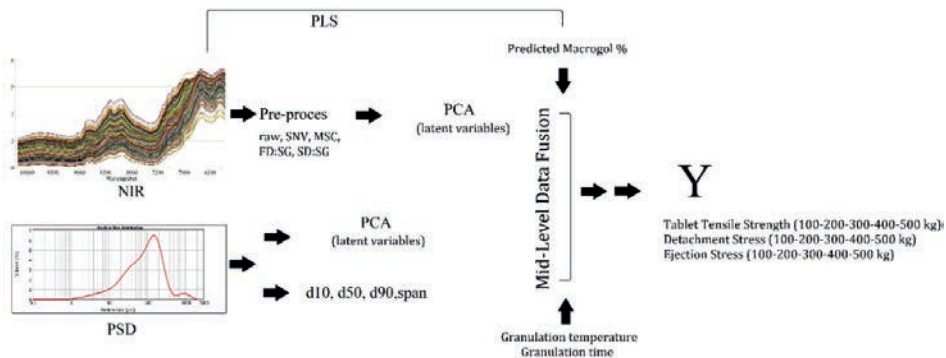 PLS
Predicted Macrogol %
Pre-proces
raw, SNV, MSC,
FD:SG, SD:SG
PCA
(latent variables)
NIR
Mid-Level Data Fusion
Y
Tablet Tensile Strength (100-200-300-400-500 kg)
Detachment Stress (100-200-300-400-500 kg)
Ejection Stress (100-200-300-400-500 kg)
PCA
(latent variables)
d10, d50, d90,span
PSD
Granulation temperature
Granulation time